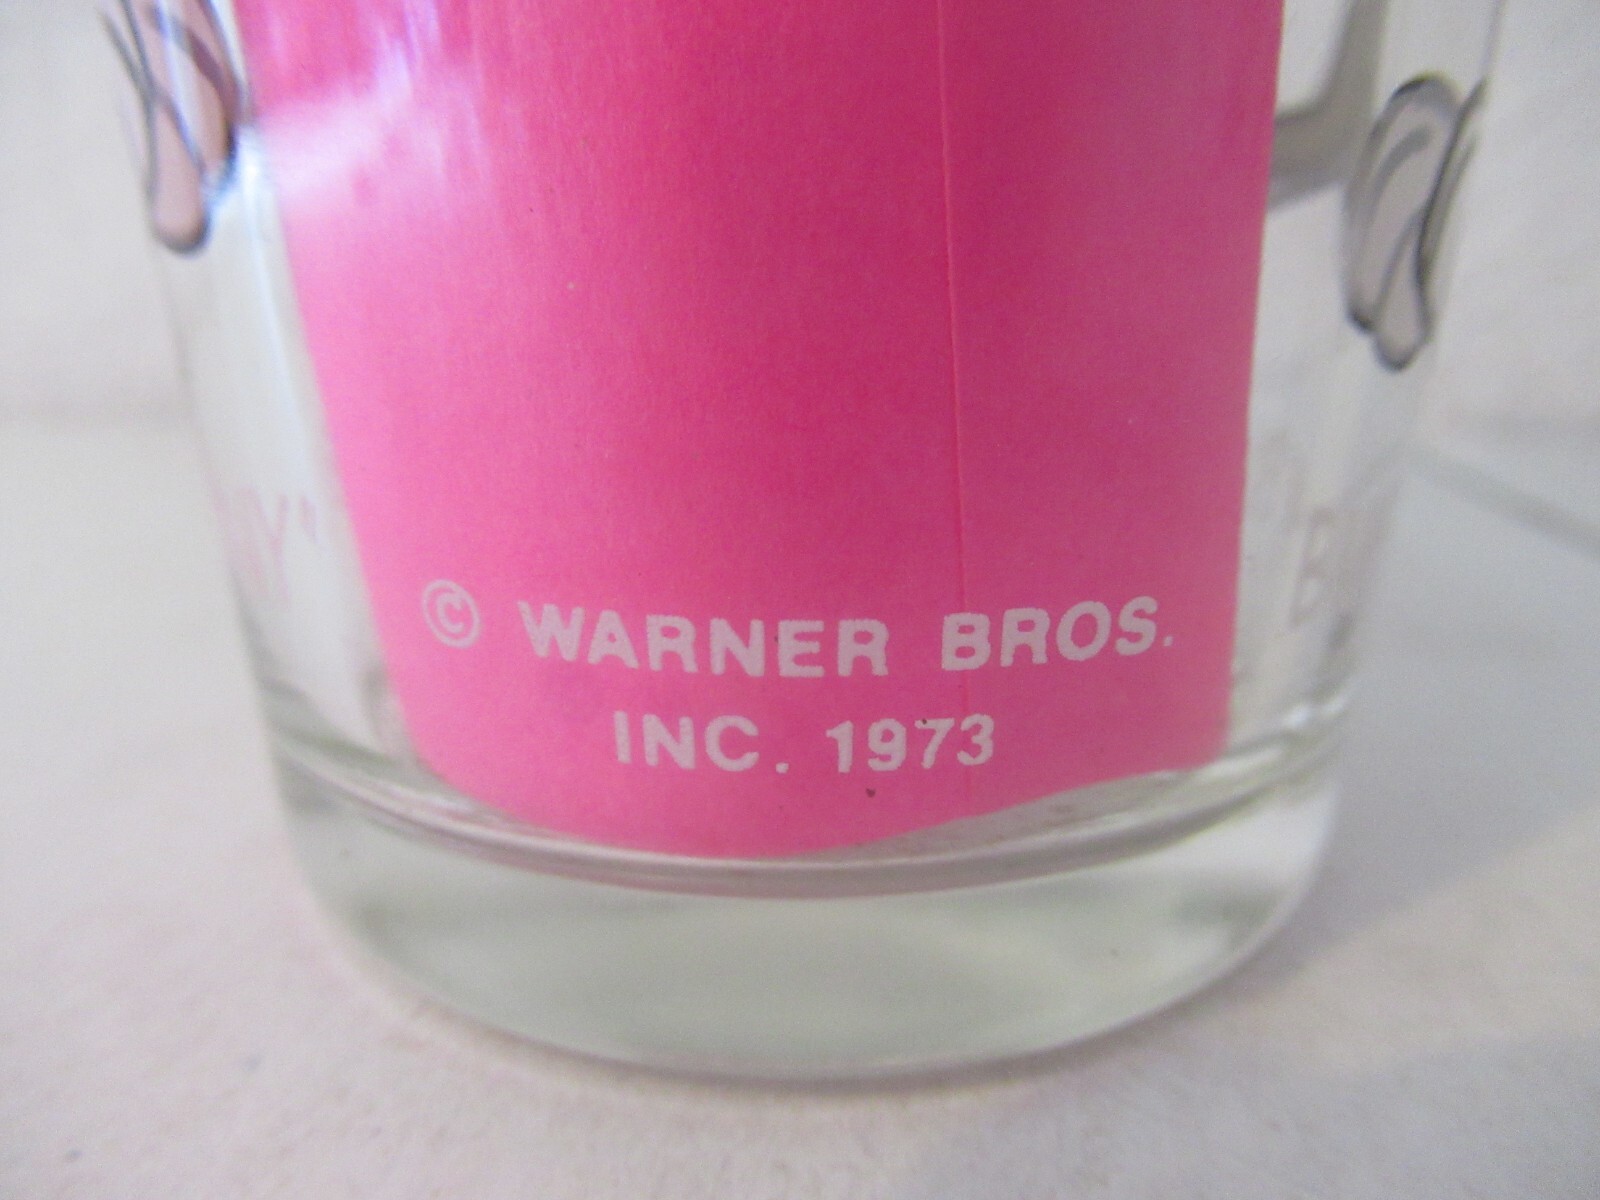 © WARNER BROS.
INC. 1973